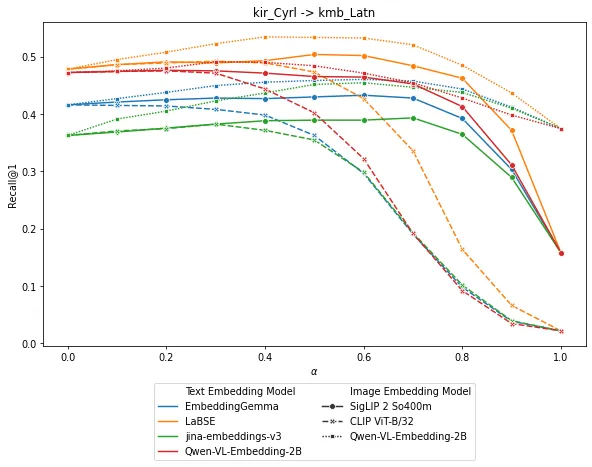 kir_Cyrl -> kmb_Latn
0.5
0.4
0.3
0.2
0.1
0.0
Recall@1
0.0 0.2 0.4 0.6 0.8 1.0
α
Text Embedding Model Image Embedding Model
EmbeddingGemma SigLIP 2 So400m
LaBSE CLIP ViT-B/32
jina-embeddings-v3 Qwen-VL-Embedding-2B
Qwen-VL-Embedding-2B